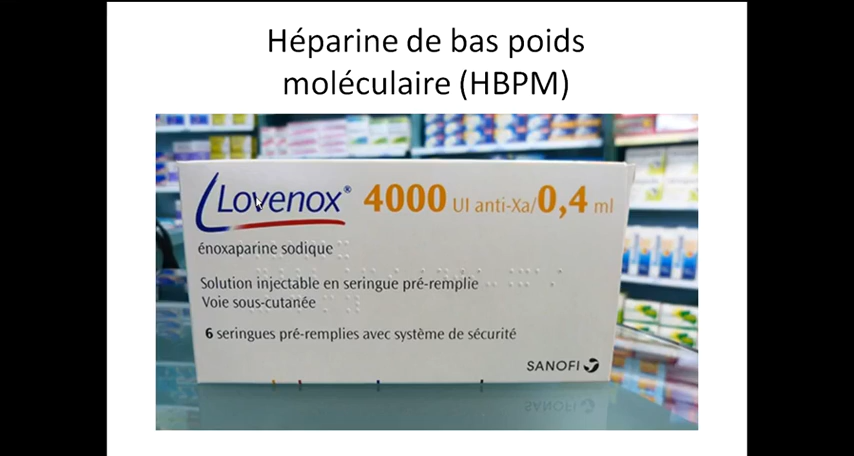 Héparine de bas poids
moléculaire (HBPM)
Lovenox® 4000 UI anti-Xa/0,4 ml
énoxaparine sodique
Solution injectable en seringue pré-remplie
Voie sous-cutanée
6 seringues pré-remplies avec système de sécurité
SANOFI